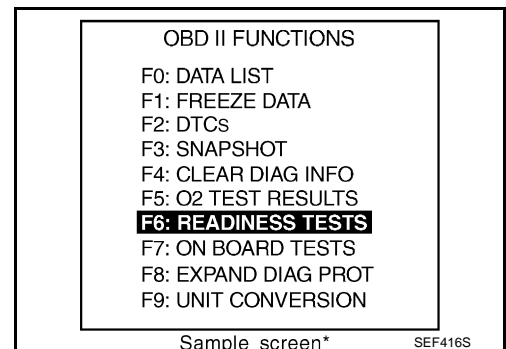 OBD II FUNCTIONS
F0: DATA LIST
F1: FREEZE DATA
F2: DTCs
F3: SNAPSHOT
F4: CLEAR DIAG INFO
F5: O2 TEST RESULTS
F6: READINESS TESTS
F7: ON BOARD TESTS
F8: EXPAND DIAG PROT
F9: UNIT CONVERSION
Sample screen* SEF416S